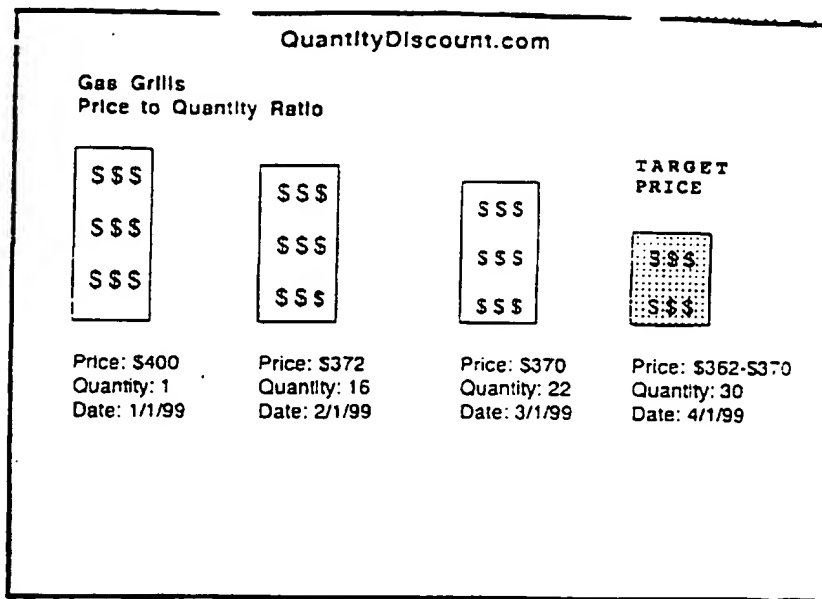 QuantityDiscount.com
Gas Grills
Price to Quantity Ratio
$$$
$$$
$$$
$$$
$$$
$$$
$$$
$$$
$$$
TARGET
PRICE
$$$
$$$
Price: $400
Quantity: 1
Date: 1/1/99
Price: $372
Quantity: 16
Date: 2/1/99
Price: $370
Quantity: 22
Date: 3/1/99
Price: $362-$370
Quantity: 30
Date: 4/1/99